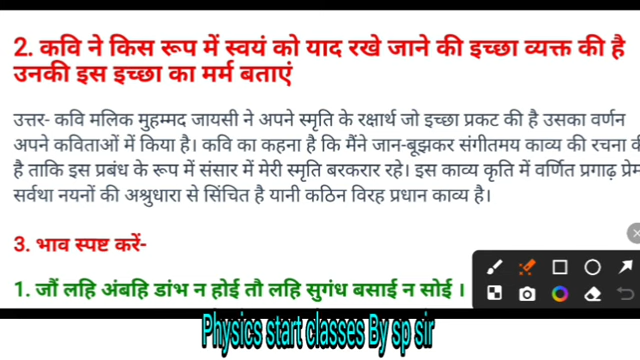 2. कवि ने किस रूप में स्वयं को याद रखे जाने की इच्छा व्यक्त की है
उनकी इस इच्छा का मर्म बताएं
उत्तर- कवि मलिक मुहम्मद जायसी ने अपने स्मृति के रक्षार्थ जो इच्छा प्रकट की है उसका वर्णन
अपने कविताओं में किया है। कवि का कहना है कि मैंने जान-बूझकर संगीतमय काव्य की रचना की
है ताकि इस प्रबंध के रूप में संसार में मेरी स्मृति बरकरार रहे। इस काव्य कृति में वर्णित प्रगाढ़ प्रेम
सर्वथा नयनों की अश्रुधारा से सिंचित है यानी कठिन विरह प्रधान काव्य है।
3. भाव स्पष्ट करें-
1. जौं लहि अंबहि डांभ न होई तौ लहि सुगंध बसाई न सोई ।
Physics start classes By sp sir